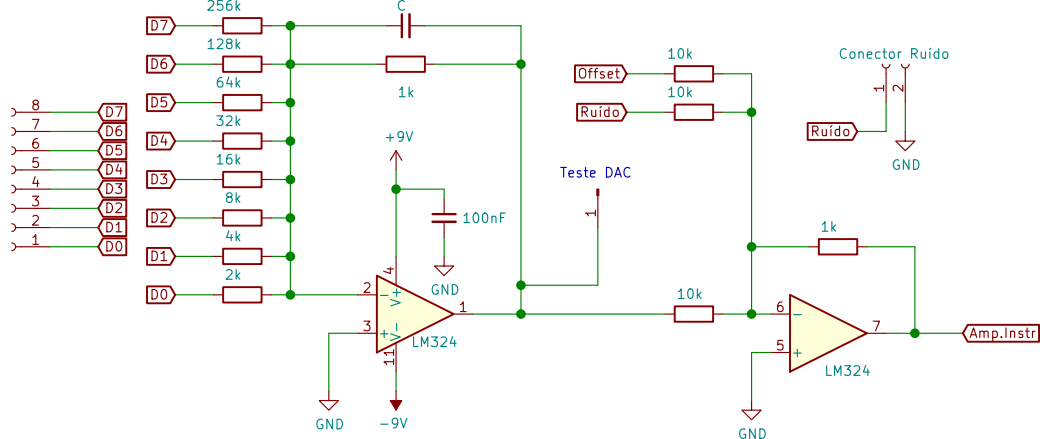 256k
C
D7
128k
D6
1k
64k
D5
32k
D4
16k
D3
8k
D2
4k
D1
2k
D0
8 D7
7 D6
6 D5
5 D4
4 D3
3 D2
2 D1
1 D0
+9V
100nF
GND
4
V+
2 −
3 +
1
V-
11
LM324
GND
-9V
Teste DAC
1
10k
Offset
10k
Ruído
Conector Ruído
1 2
Ruído
GND
1k
10k
6 −
5 +
7
LM324
Amp.Instr
GND